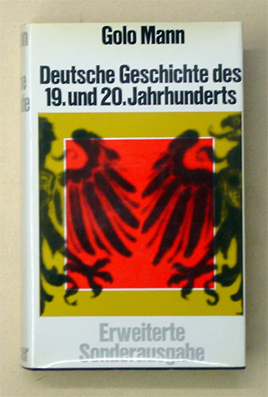 Golo Mann
Deutsche Geschichte des
19. und 20. Jahrhunderts
Erweiterte
Sonderausgabe